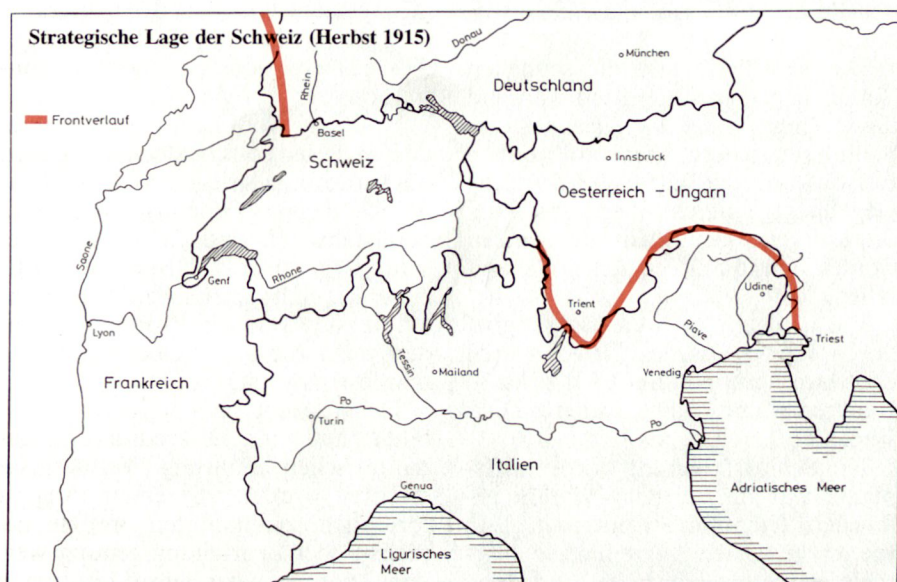 Strategische Lage der Schweiz (Herbst 1915)
Donau
München
Deutschland
Rhein
Frontverlauf
Basel
Schweiz
Innsbruck
Oesterreich - Ungarn
Saone
Genf
Rhone
Udine
Trient
Piave
Lyon
Triest
Tessin
Mailand
Venedig
Frankreich
Po
Turin
Po
Italien
Genua
Adriatisches Meer
Ligurisches
Meer